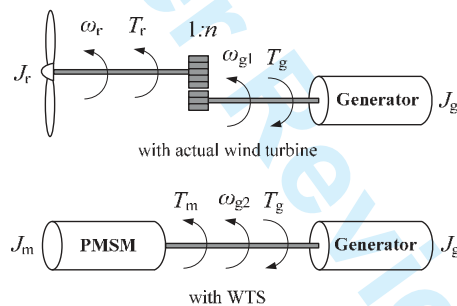 ωr Tr 1:n
Jr ωg1 Tg Generator Jg
with actual wind turbine
Tm ωg2 Tg
Jm PMSM Generator Jg
with WTS